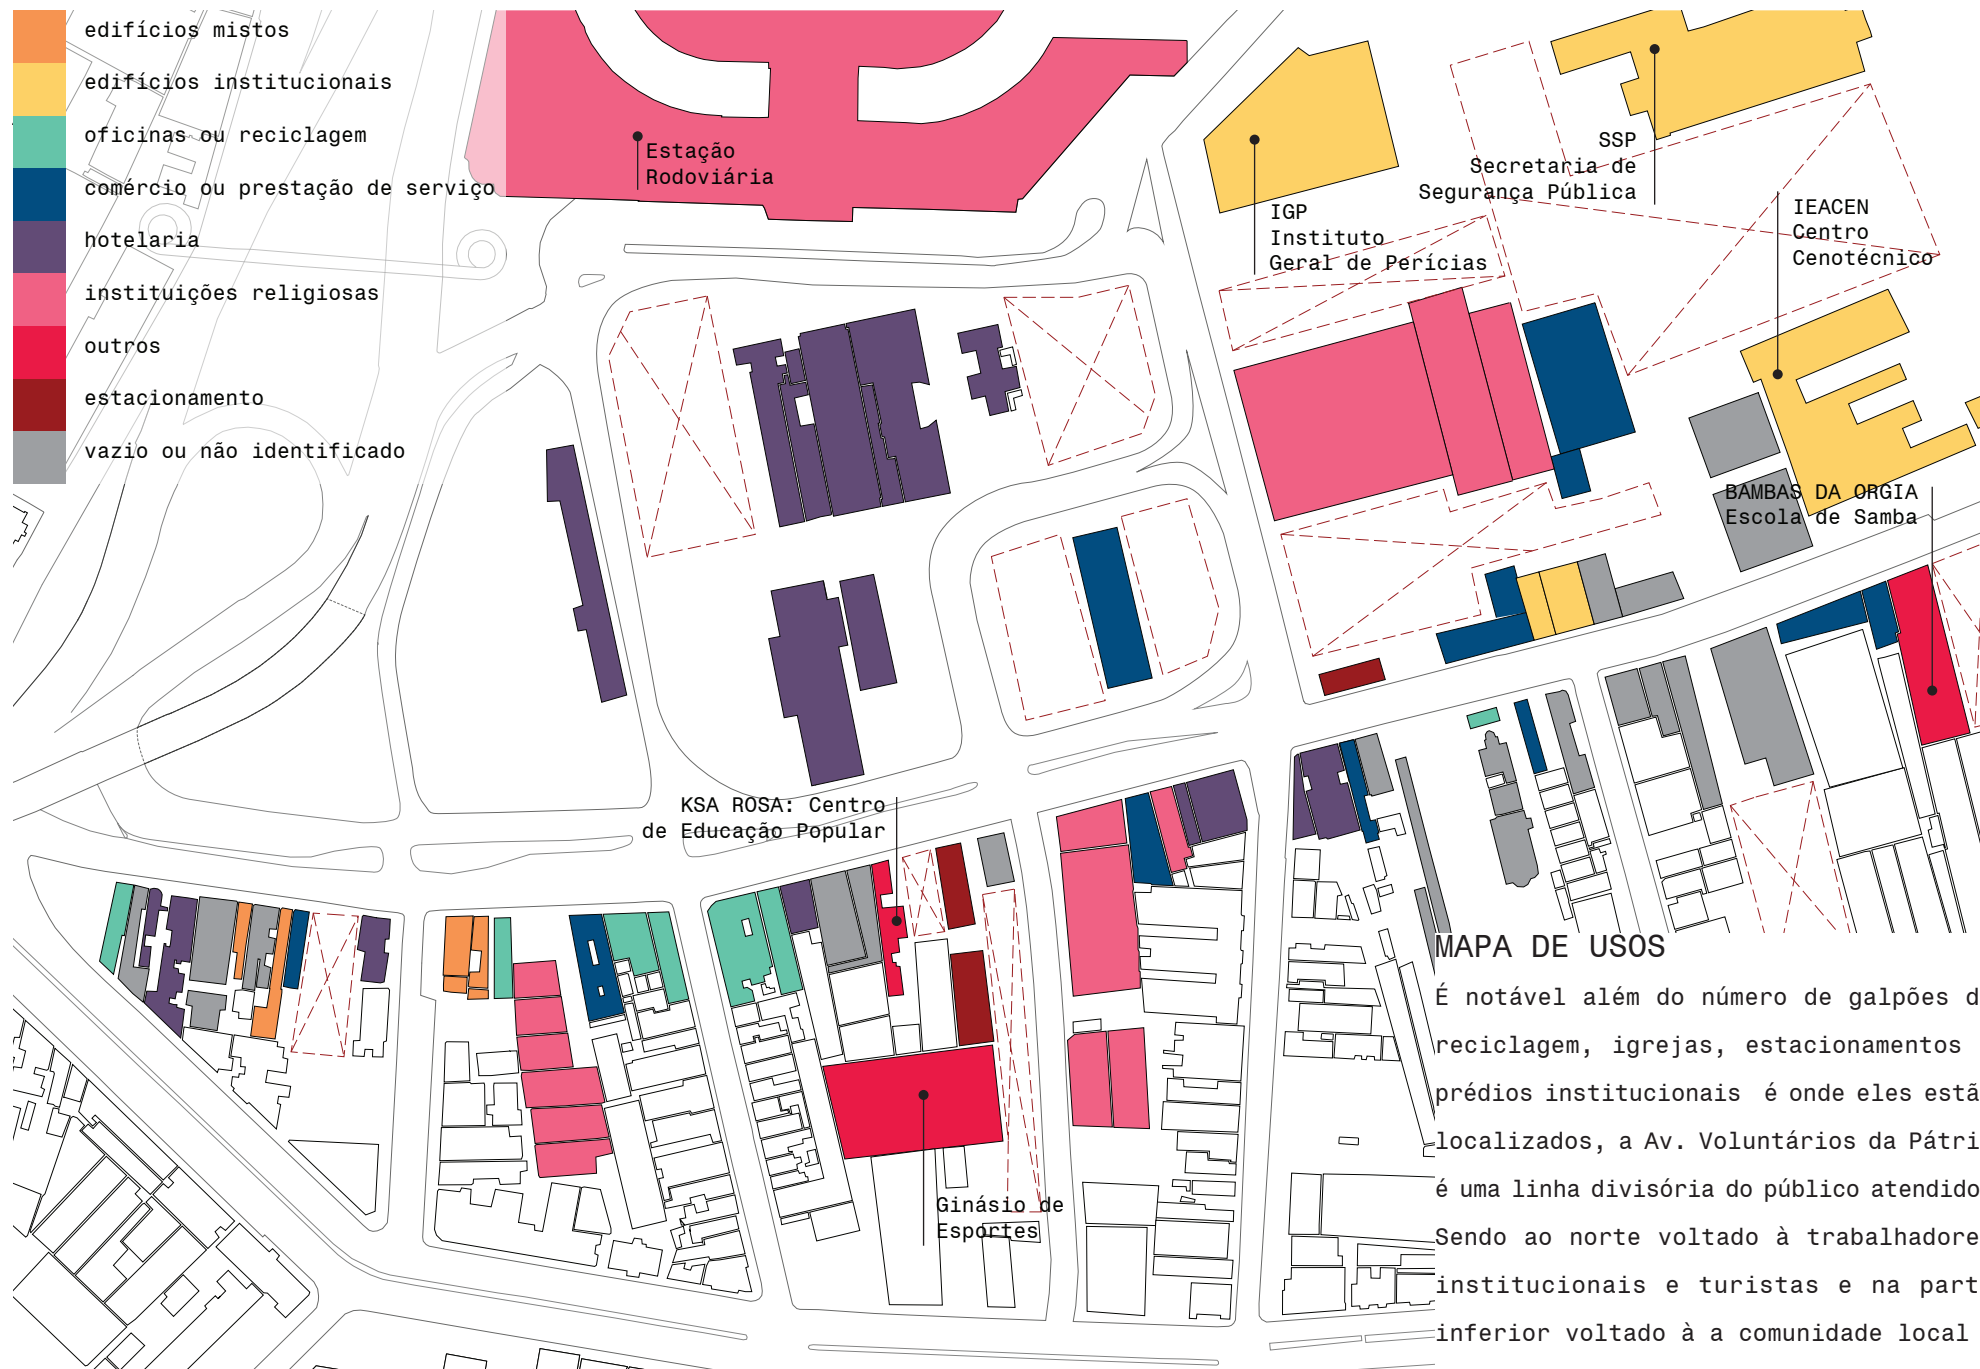 edifícios mistos
edifícios institucionais
oficinas ou reciclagem
comércio ou prestação de serviço
hotelaria
instituições religiosas
outros
estacionamento
vazio ou não identificado
Estação
Rodoviária
IGP
Instituto
Geral de Perícias
SSP
Secretaria de
Segurança Pública
IEACEN
Centro
Cenotécnico
BAMBAS DA ORGIA
Escola de Samba
KSA ROSA: Centro
de Educação Popular
Ginásio de
Esportes
MAPA DE USOS
É notável além do número de galpões d
reciclagem, igrejas, estacionamentos
prédios institucionais é onde eles estã
localizados, a Av. Voluntários da Pátri
é uma linha divisória do público atendido
Sendo ao norte voltado à trabalhadore
institucionais e turistas e na part
inferior voltado à a comunidade local